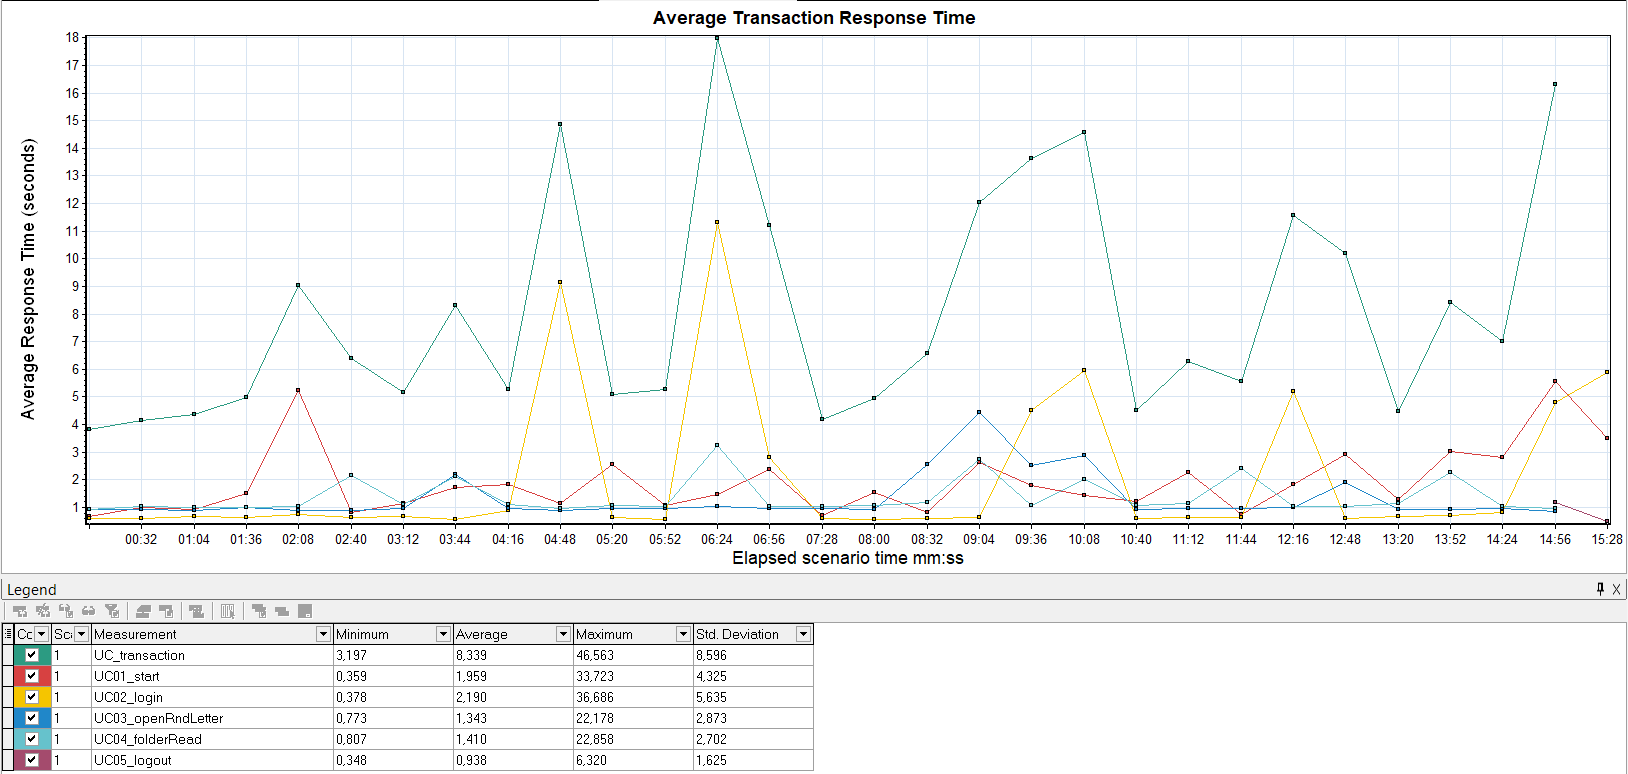 Average Transaction Response Time
Average Response Time (seconds)
18
17
16
15
14
13
12
11
10
9
8
7
6
5
4
3
2
1
00:32 01:04 01:36 02:08 02:40 03:12 03:44 04:16 04:48 05:20 05:52 06:24 06:56 07:28 08:00 08:32 09:04 09:36 10:08 10:40 11:12 11:44 12:16 12:48 13:20 13:52 14:24 14:56 15:28
Elapsed scenario time mm:ss
Legend
Cc Sc Measurement Minimum Average Maximum Std. Deviation
1 UC_transaction 3,197 8,339 46,563 8,596
1 UC01_start 0,359 1,959 33,723 4,325
1 UC02_login 0,378 2,190 36,686 5,635
1 UC03_openRndLetter 0,773 1,343 22,178 2,873
1 UC04_folderRead 0,807 1,410 22,858 2,702
1 UC05_logout 0,348 0,938 6,320 1,625